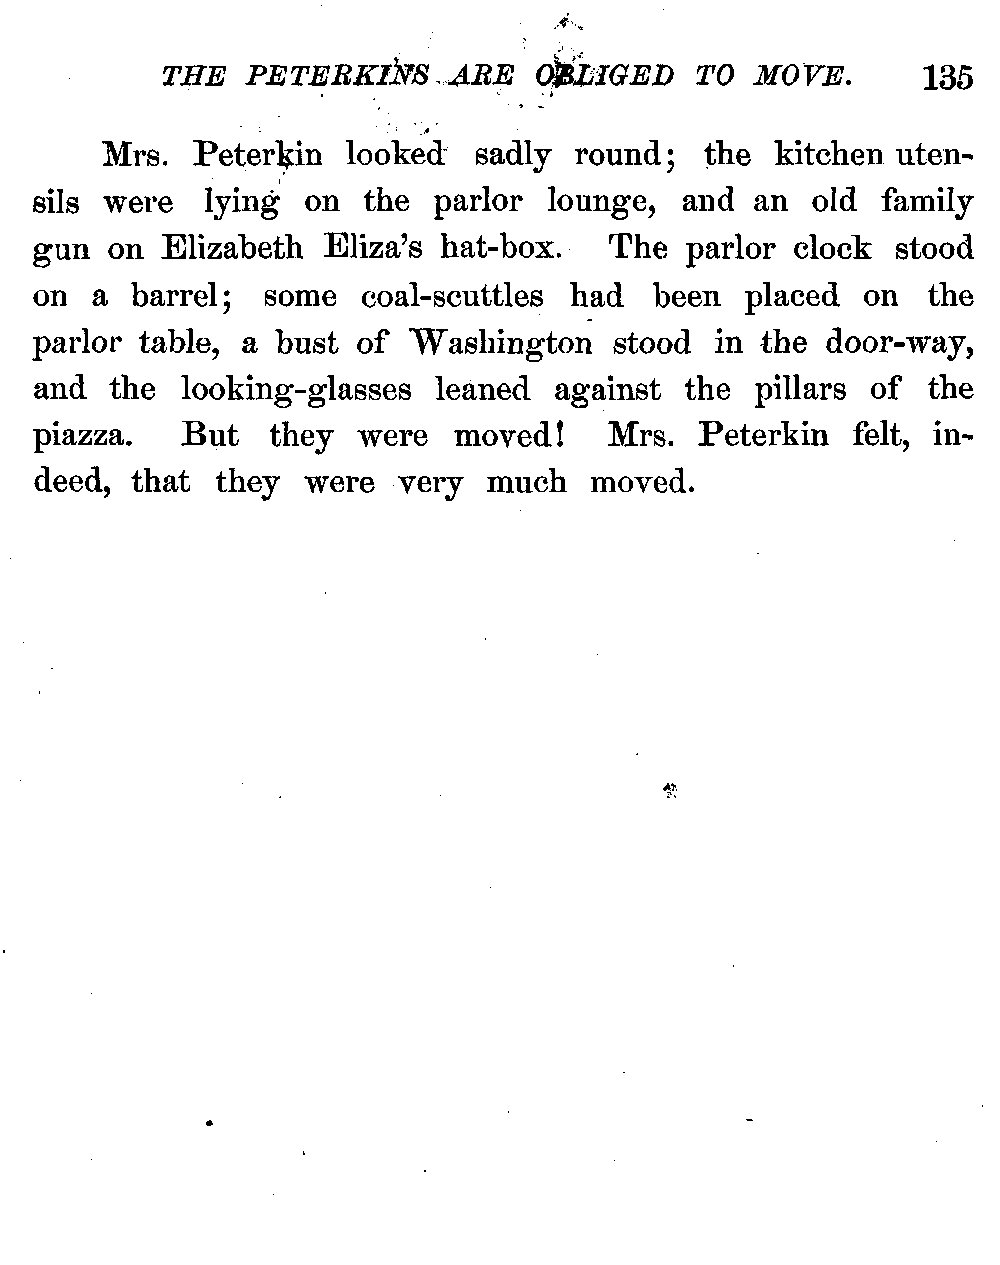 THE PETERKINS ARE OBLIGED TO MOVE. 135
Mrs. Peterkin looked sadly round; the kitchen uten-
sils were lying on the parlor lounge, and an old family
gun on Elizabeth Eliza's hat-box. The parlor clock stood
on a barrel; some coal-scuttles had been placed on the
parlor table, a bust of Washington stood in the door-way,
and the looking-glasses leaned against the pillars of the
piazza. But they were moved! Mrs. Peterkin felt, in-
deed, that they were very much moved.